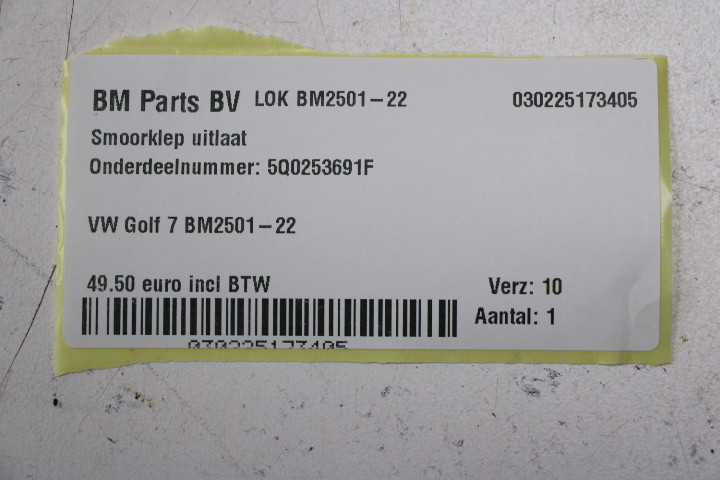 BM Parts BV LOK BM2501-22 030225173405
Smoorklep uitlaat
Onderdeelnummer: 5Q0253691F
VW Golf 7 BM2501-22
49.50 euro incl BTW Verz: 10
Aantal: 1
030225173405